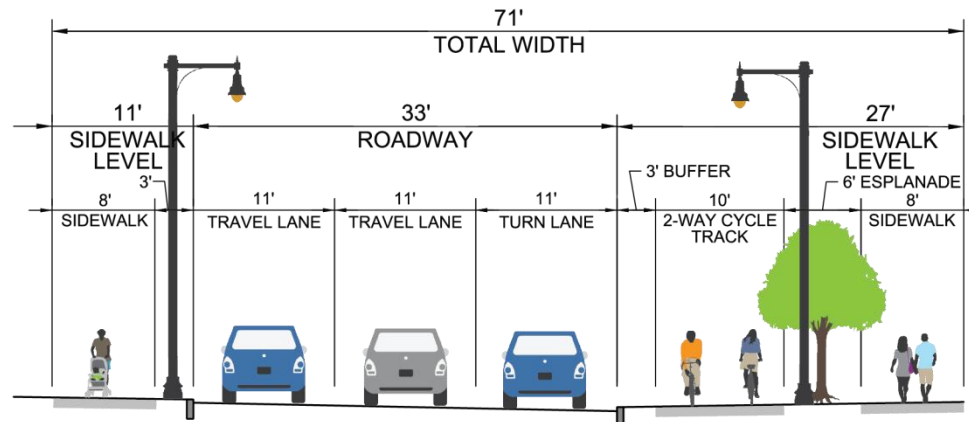 71'
TOTAL WIDTH
11'
SIDEWALK
LEVEL
33'
ROADWAY
27'
SIDEWALK
LEVEL
3'
3' BUFFER
6' ESPLANADE
8'
SIDEWALK
11'
TRAVEL LANE
11'
TRAVEL LANE
11'
TURN LANE
10'
2-WAY CYCLE
TRACK
8'
SIDEWALK